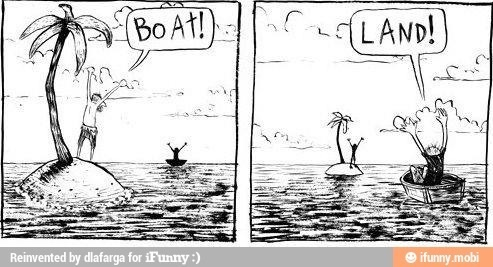 BOAT!
LAND!
Reinvented by dlafarga for iFunny :)
ifunny.mobi